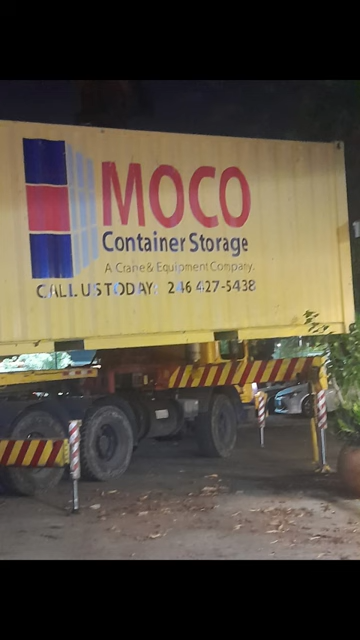 MOCO
Container Storage
A Crane & Equipment Company.
CALL US TODAY: 246 427-5438